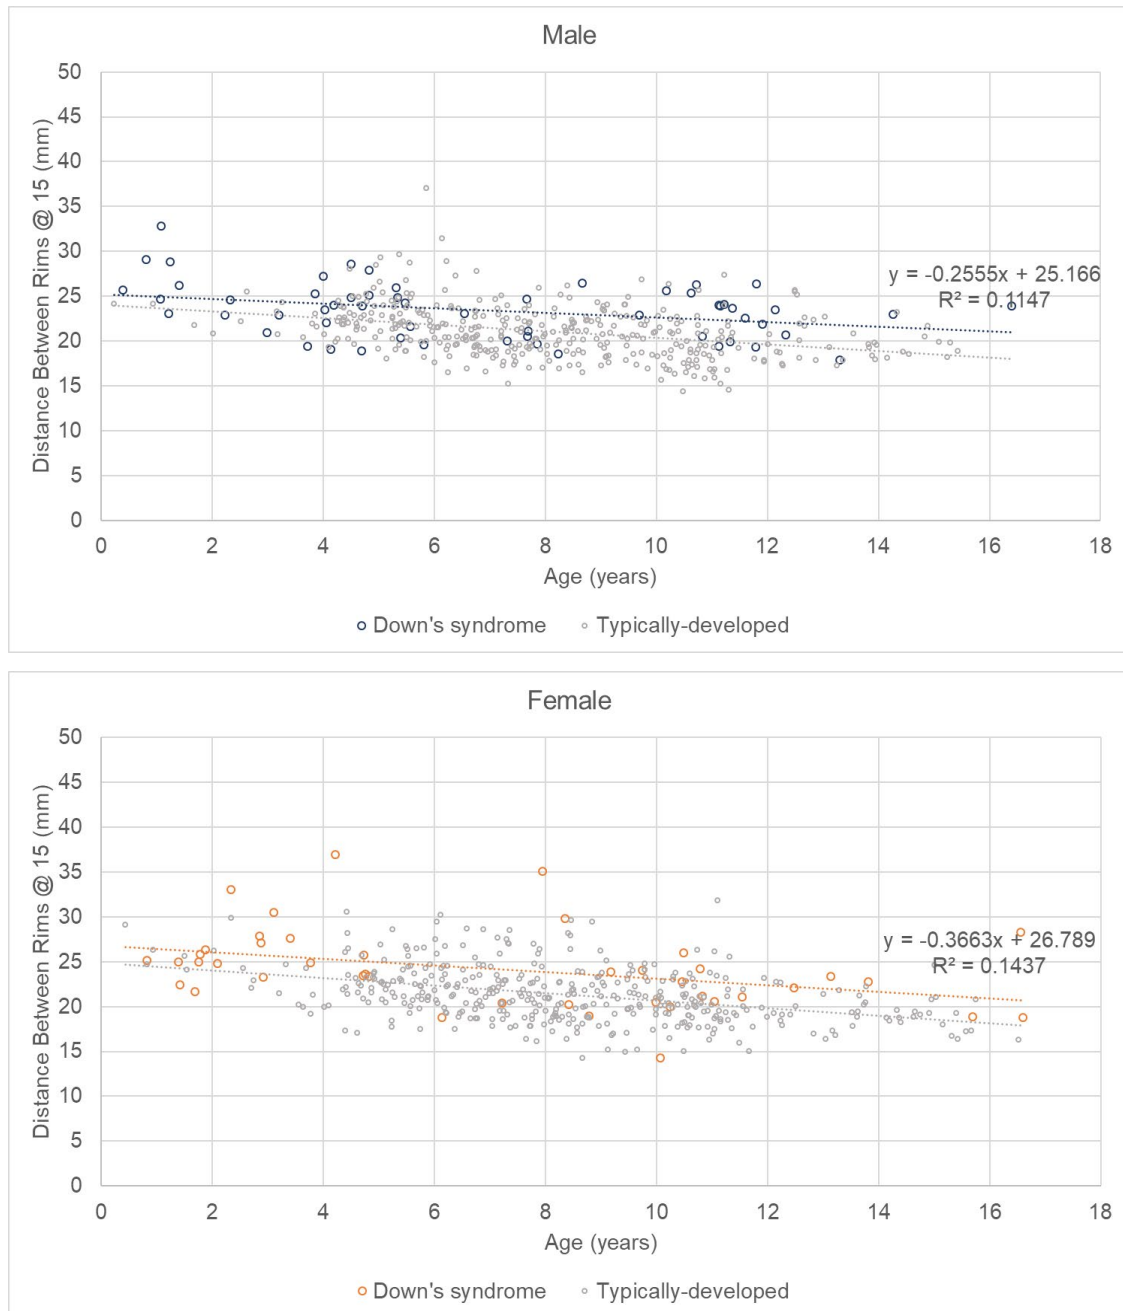 Male
50
45
40
35
30
25
20
15
10
5
0
Distance Between Rims @ 15 (mm)
y = -0.2555x + 25.166
R² = 0.1147
0 2 4 6 8 10 12 14 16 18
Age (years)
Down's syndrome Typically-developed
Female
50
45
40
35
30
25
20
15
10
5
0
Distance Between Rims @ 15 (mm)
y = -0.3663x + 26.789
R² = 0.1437
0 2 4 6 8 10 12 14 16 18
Age (years)
Down's syndrome Typically-developed